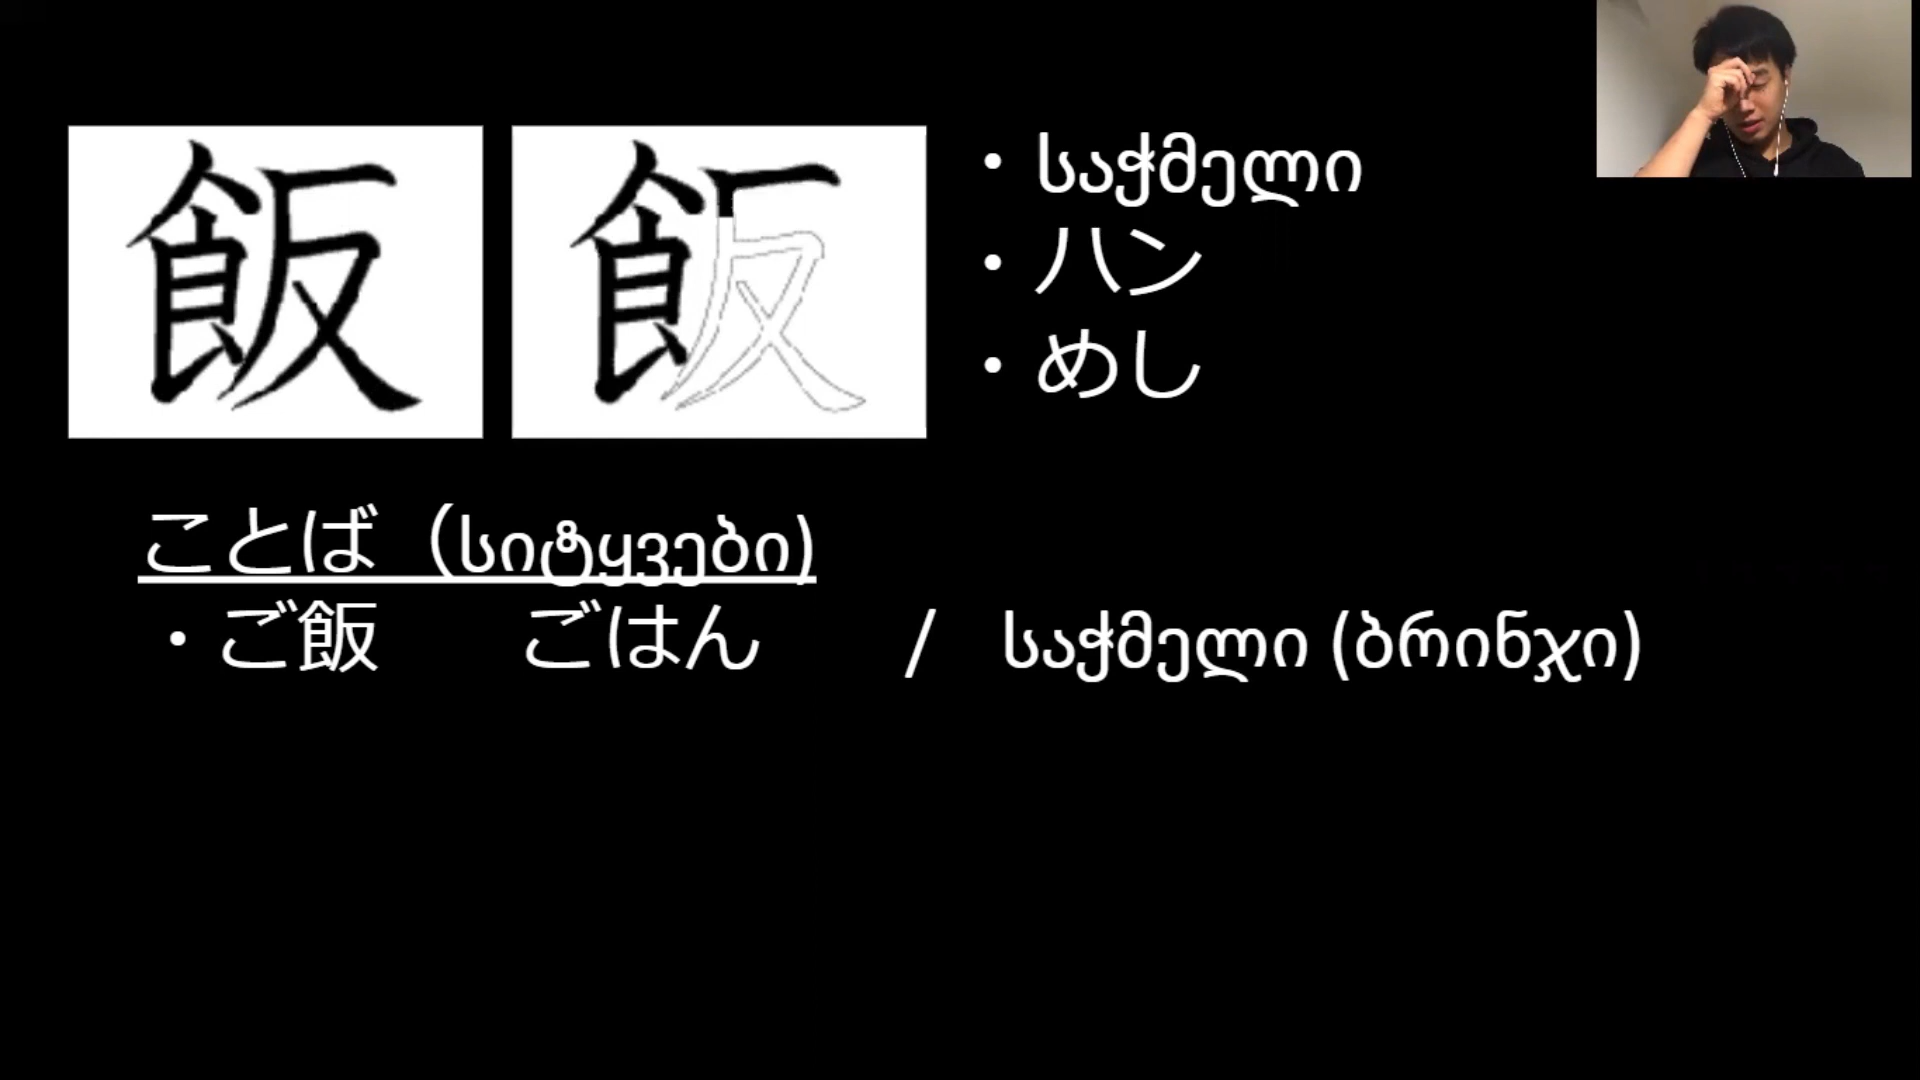 飯 飯
・საჭმელი
・ハン
・めし
ことば（სიტყვები)
・ご飯 ごはん / საჭმელი (ბრინჯი)